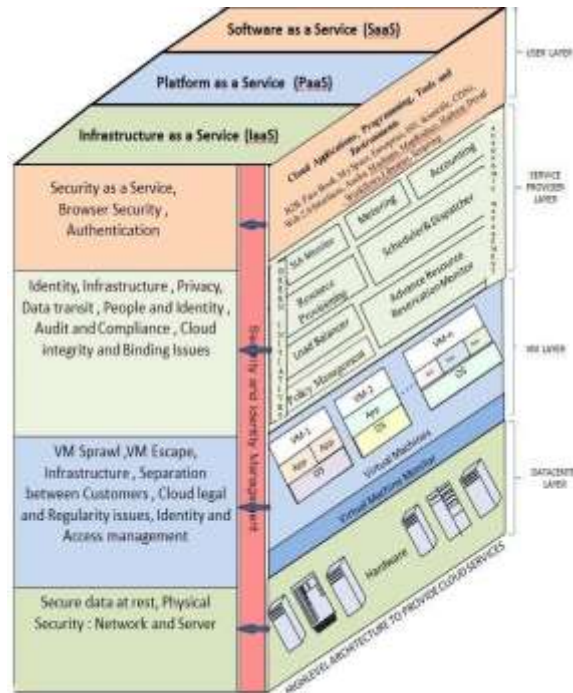 Software as a Service (SaaS)
Platform as a Service (PaaS)
Infrastructure as a Service (IaaS)
Security as a Service,
Browser Security ,
Authentication
Identity, Infrastructure , Privacy,
Data transit , People and Identity ,
Audit and Compliance , Cloud
integrity and Binding Issues
VM Sprawl ,VM Escape,
Infrastructure , Separation
between Customers , Cloud legal
and Regularity issues, Identity and
Access management
Secure data at rest, Physical
Security : Network and Server
Security and Identity Management
Cloud Applications, Programming, Tools and
Environments
SLA Monitor
Metering
Accounting
Resource
Provisioning
Scheduler& Dispatcher
Load Balancer
Advance Resource
Reservation Monitor
Policy Management
VM-1
App
App
OS
VM-2
App
OS
VM-n
OS
Virtual Machines
Virtual Machine Monitor
Hardware
HIGHLEVEL ARCHITECTURE TO PROVIDE CLOUD SERVICES
USER LAYER
SERVICE
PROVIDER
LAYER
VM LAYER
DATACENTER
LAYER